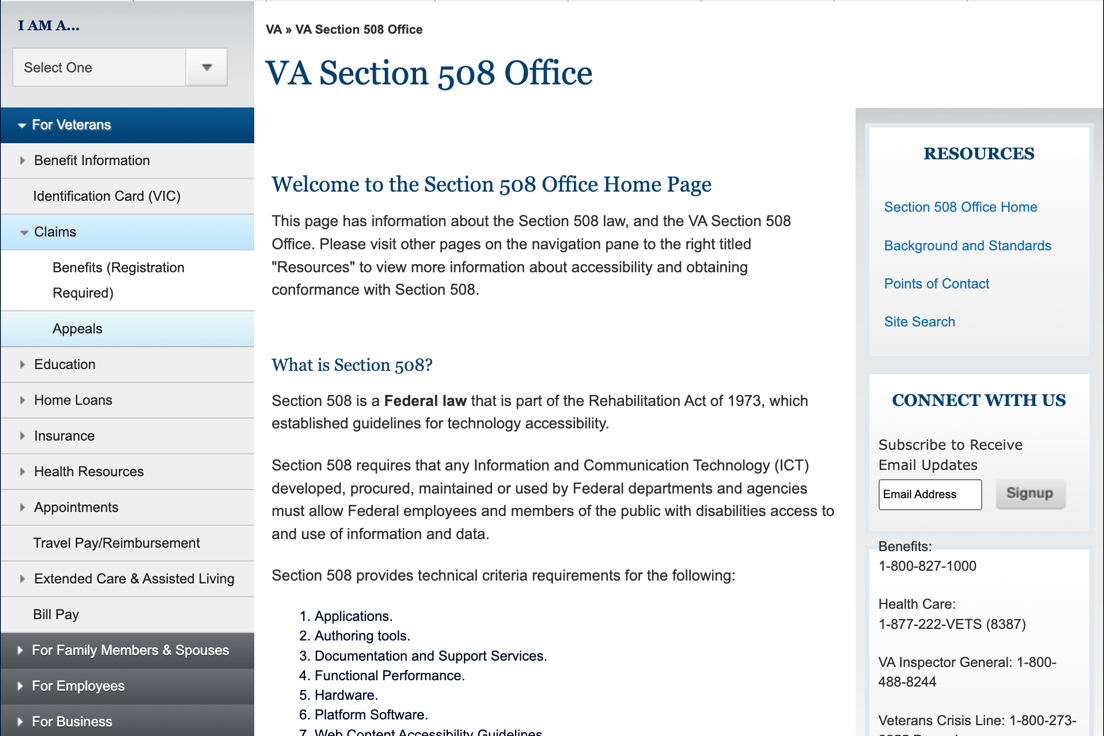 I AM A...
Select One
For Veterans
Benefit Information
Identification Card (VIC)
Claims
Benefits (Registration
Required)
Appeals
Education
Home Loans
Insurance
Health Resources
Appointments
Travel Pay/Reimbursement
Extended Care & Assisted Living
Bill Pay
For Family Members & Spouses
For Employees
For Business
VA » VA Section 508 Office
VA Section 508 Office
Welcome to the Section 508 Office Home Page
This page has information about the Section 508 law, and the VA Section 508
Office. Please visit other pages on the navigation pane to the right titled
"Resources" to view more information about accessibility and obtaining
conformance with Section 508.
What is Section 508?
Section 508 is a Federal law that is part of the Rehabilitation Act of 1973, which
established guidelines for technology accessibility.
Section 508 requires that any Information and Communication Technology (ICT)
developed, procured, maintained or used by Federal departments and agencies
must allow Federal employees and members of the public with disabilities access to
and use of information and data.
Section 508 provides technical criteria requirements for the following:
1. Applications.
2. Authoring tools.
3. Documentation and Support Services.
4. Functional Performance.
5. Hardware.
6. Platform Software.
7. Web Content Accessibility Guidelines
RESOURCES
Section 508 Office Home
Background and Standards
Points of Contact
Site Search
CONNECT WITH US
Subscribe to Receive
Email Updates
Email Address
Signup
Benefits:
1-800-827-1000
Health Care:
1-877-222-VETS (8387)
VA Inspector General: 1-800-
488-8244
Veterans Crisis Line: 1-800-273-